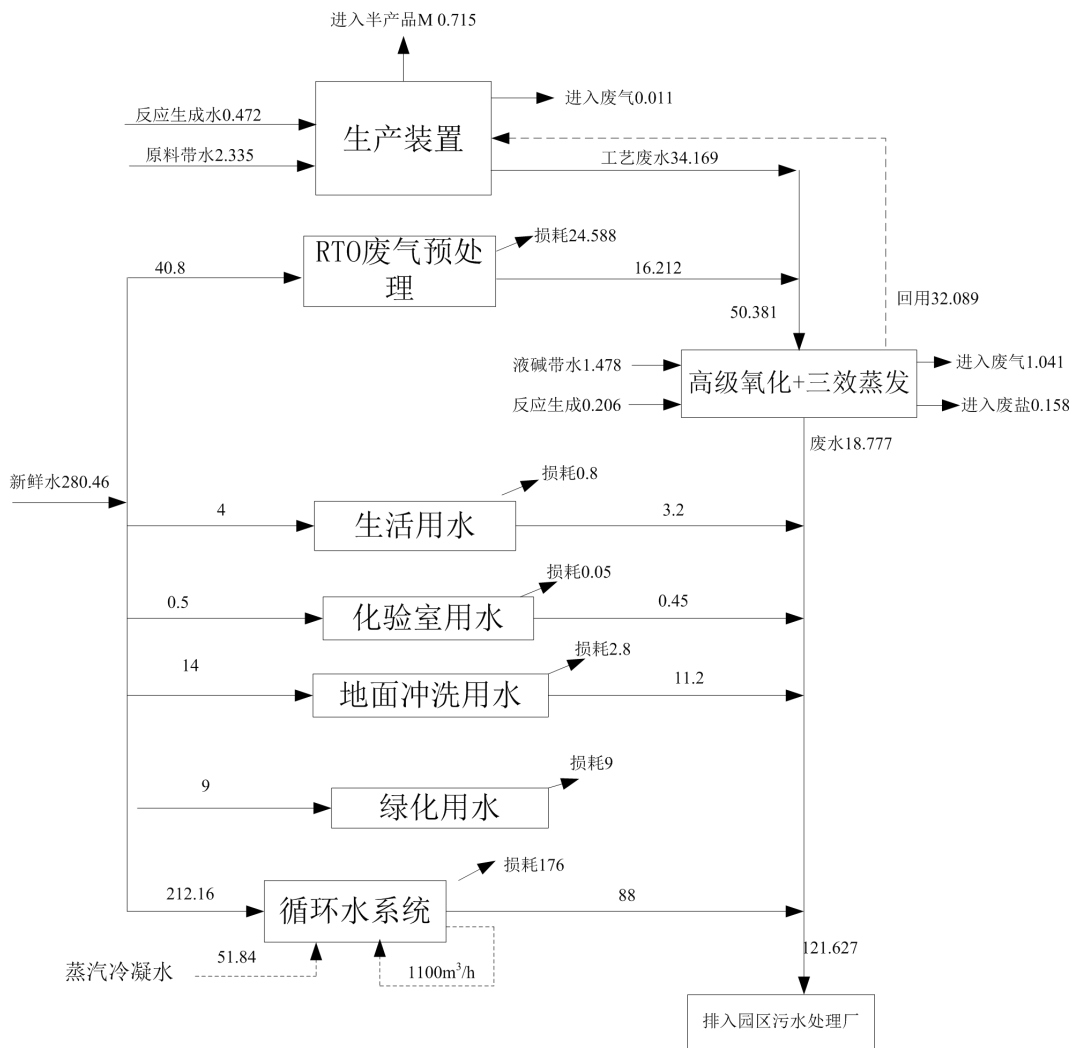 进入半产品M 0.715
进入废气0.011
反应生成水0.472
生产装置
原料带水2.335
工艺废水34.169
损耗24.588
RTO废气预处
理
40.8
16.212
回用32.089
50.381
液碱带水1.478
进入废气1.041
高级氧化+三效蒸发
反应生成0.206
进入废盐0.158
废水18.777
新鲜水280.46
损耗0.8
4
生活用水
3.2
损耗0.05
0.5
化验室用水
0.45
损耗2.8
14
地面冲洗用水
11.2
损耗9
9
绿化用水
损耗176
212.16
循环水系统
88
51.84
121.627
蒸汽冷凝水
1100m³/h
排入园区污水处理厂